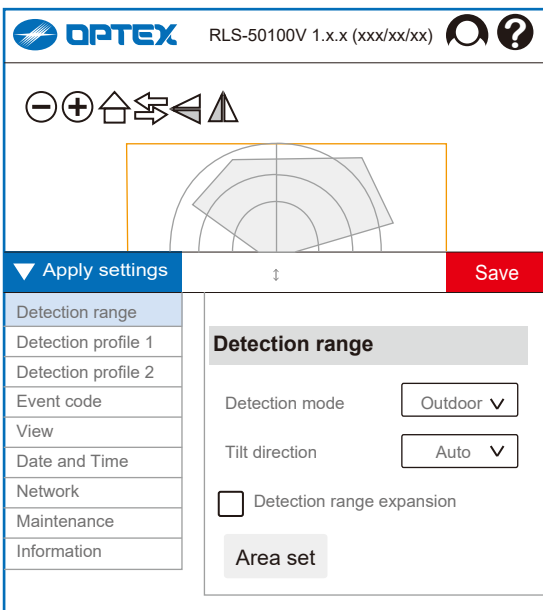 OPTEX RLS-50100V 1.x.x (xxx/xx/xx) ?
Apply settings Save
Detection range
Detection profile 1
Detection profile 2
Event code
View
Date and Time
Network
Maintenance
Information
Detection range
Detection mode Outdoor
Tilt direction Auto
Detection range expansion
Area set